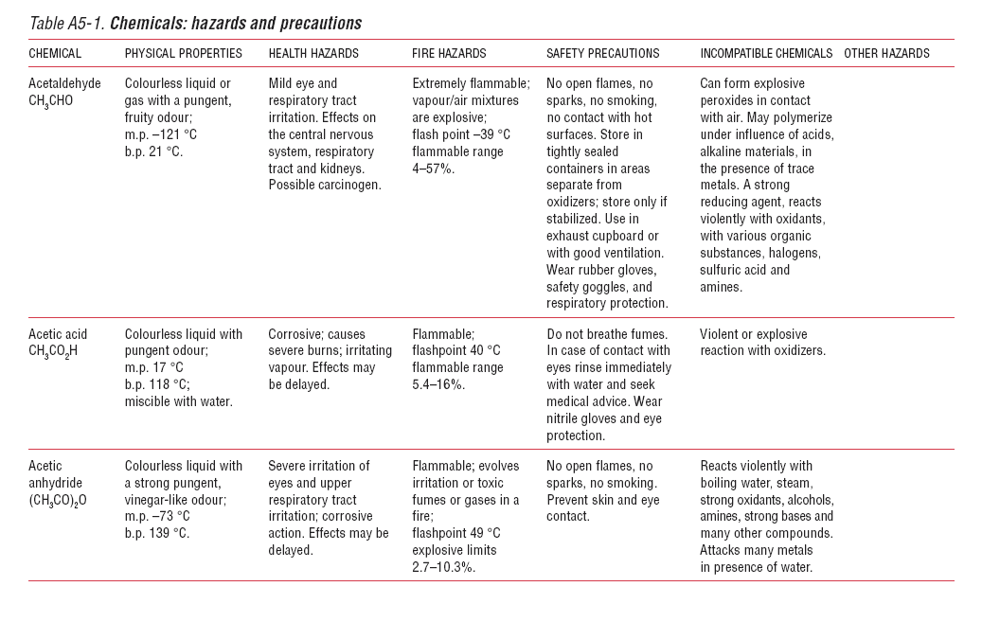 Table A5-1. Chemicals: hazards and precautions
CHEMICAL PHYSICAL PROPERTIES HEALTH HAZARDS FIRE HAZARDS SAFETY PRECAUTIONS INCOMPATIBLE CHEMICALS OTHER HAZARDS
Acetaldehyde
CH3CHO
Colourless liquid or
gas with a pungent,
fruity odour;
m.p. –121 °C
b.p. 21 °C.
Mild eye and
respiratory tract
irritation. Effects on
the central nervous
system, respiratory
tract and kidneys.
Possible carcinogen.
Extremely flammable;
vapour/air mixtures
are explosive;
flash point –39 °C
flammable range
4–57%.
No open flames, no
sparks, no smoking,
no contact with hot
surfaces. Store in
tightly sealed
containers in areas
separate from
oxidizers; store only if
stabilized. Use in
exhaust cupboard or
with good ventilation.
Wear rubber gloves,
safety goggles, and
respiratory protection.
Can form explosive
peroxides in contact
with air. May polymerize
under influence of acids,
alkaline materials, in
the presence of trace
metals. A strong
reducing agent, reacts
violently with oxidants,
with various organic
substances, halogens,
sulfuric acid and
amines.
Acetic acid
CH3CO2H
Colourless liquid with
pungent odour;
m.p. 17 °C
b.p. 118 °C;
miscible with water.
Corrosive; causes
severe burns; irritating
vapour. Effects may
be delayed.
Flammable;
flashpoint 40 °C
flammable range
5.4–16%.
Do not breathe fumes.
In case of contact with
eyes rinse immediately
with water and seek
medical advice. Wear
nitrile gloves and eye
protection.
Violent or explosive
reaction with oxidizers.
Acetic
anhydride
(CH3CO)2O
Colourless liquid with
a strong pungent,
vinegar-like odour;
m.p. –73 °C
b.p. 139 °C.
Severe irritation of
eyes and upper
respiratory tract
irritation; corrosive
action. Effects may be
delayed.
Flammable; evolves
irritation or toxic
fumes or gases in a
fire;
flashpoint 49 °C
explosive limits
2.7–10.3%.
No open flames, no
sparks, no smoking.
Prevent skin and eye
contact.
Reacts violently with
boiling water, steam,
strong oxidants, alcohols,
amines, strong bases and
many other compounds.
Attacks many metals
in presence of water.